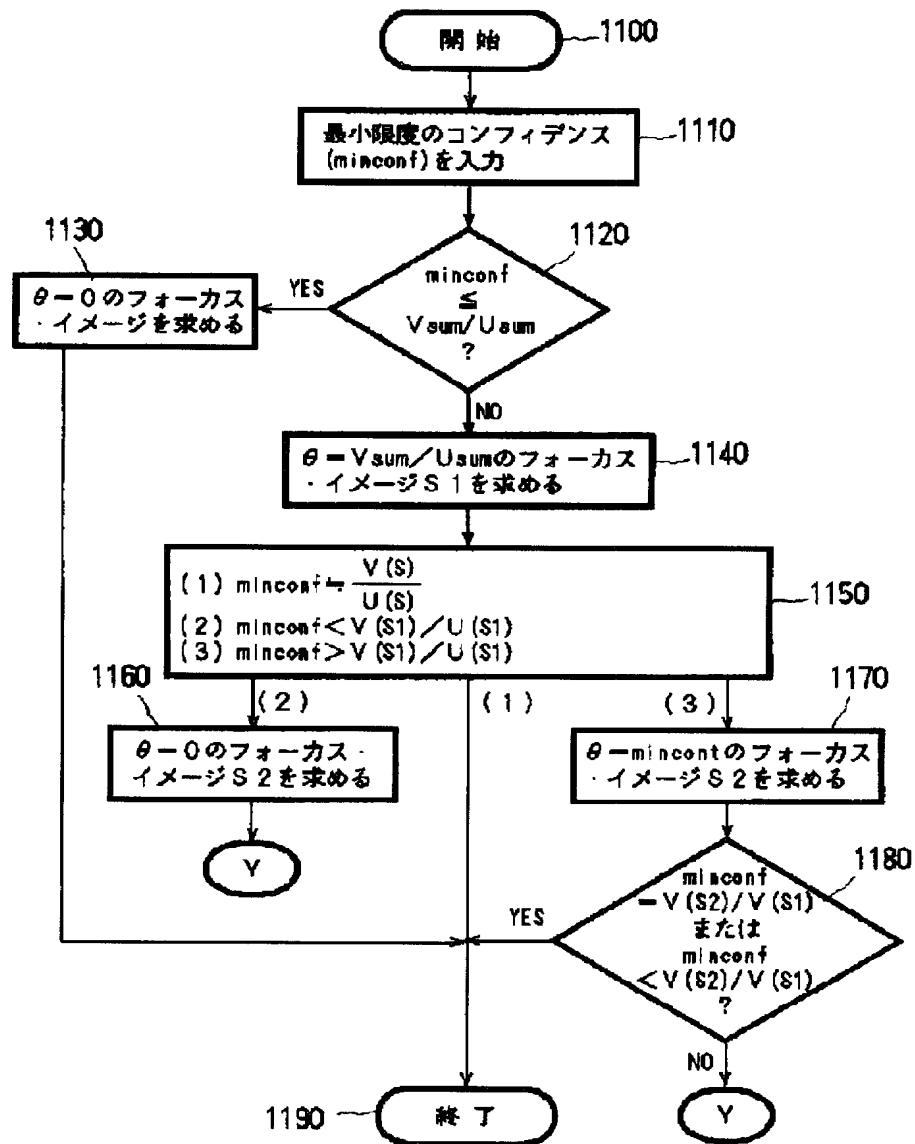 開始
1100
最小限度のコンフィデンス
(minconf)を入力
1110
1130
1120
θ=0のフォーカス
・イメージを求める
YES
minconf
≦
Vsum/Usum
?
NO
θ=Vsum/Usumのフォーカス
・イメージS1を求める
1140
(1) minconf≒ V(S)
U(S)
(2) minconf<V(S1)/U(S1)
(3) minconf>V(S1)/U(S1)
1150
1160
(2)
(1)
(3)
1170
θ=0のフォーカス・
イメージS2を求める
θ=mincontのフォーカス
・イメージS2を求める
Y
1180
minconf
=V(S2)/V(S1)
または
minconf
<V(S2)/V(S1)
?
YES
NO
1190
終了
Y